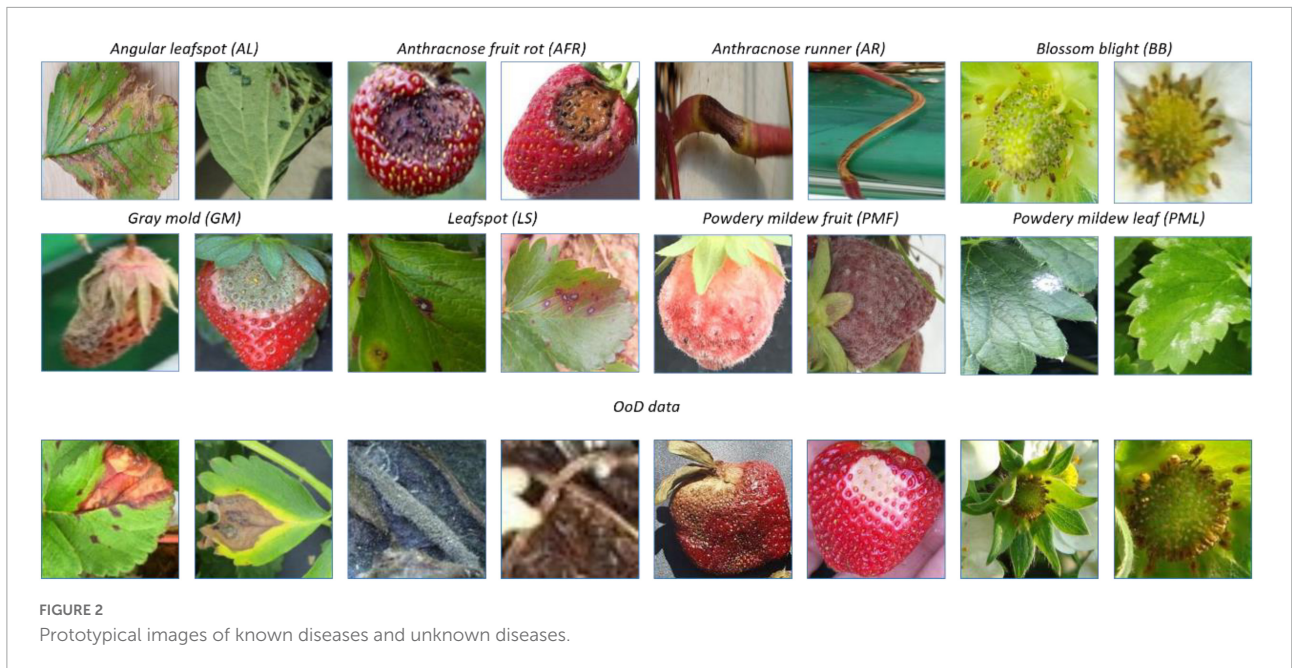 Angular leafspot (AL) Anthracnose fruit rot (AFR) Anthracnose runner (AR) Blossom blight (BB)
Gray mold (GM) Leafspot (LS) Powdery mildew fruit (PMF) Powdery mildew leaf (PML)
OoD data
FIGURE 2
Prototypical images of known diseases and unknown diseases.